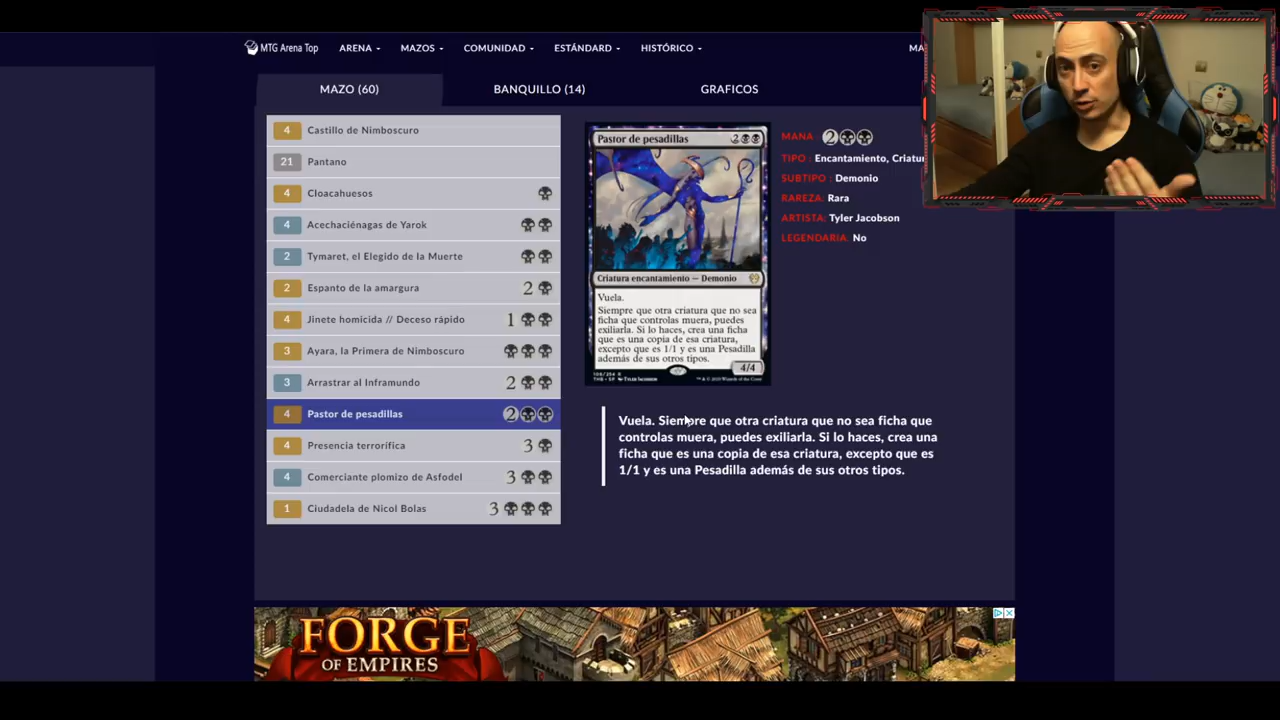 MTG Arena Top
ARENA
MAZOS
COMUNIDAD
ESTÁNDARD
HISTÓRICO
MA
MAZO (60)
BANQUILLO (14)
GRAFICOS
4 Castillo de Nimboscuro
21 Pantano
4 Cloacahuesos
4 Acechaciénagas de Yarok
2 Tymaret, el Elegido de la Muerte
2 Espanto de la amargura 2
4 Jinete homicida // Deceso rápido 1
3 Ayara, la Primera de Nimboscuro
3 Arrastrar al Inframundo 2
4 Pastor de pesadillas 2
4 Presencia terrorífica 3
4 Comerciante plomizo de Asfodel 3
1 Ciudadela de Nicol Bolas 3
Pastor de pesadillas 2
Criatura encantamiento — Demonio
Vuela.
Siempre que otra criatura que no sea
ficha que controlas muera, puedes
exiliarla. Si lo haces, crea una ficha
que es una copia de esa criatura,
excepto que es 1/1 y es una Pesadilla
además de sus otros tipos.
4/4
MANA : 2
TIPO : Encantamiento, Criatur
SUBTIPO : Demonio
RAREZA: Rara
ARTISTA: Tyler Jacobson
LEGENDARIA: No
Vuela. Siempre que otra criatura que no sea ficha que
controlas muera, puedes exiliarla. Si lo haces, crea una
ficha que es una copia de esa criatura, excepto que es
1/1 y es una Pesadilla además de sus otros tipos.
FORGE
OF EMPIRES